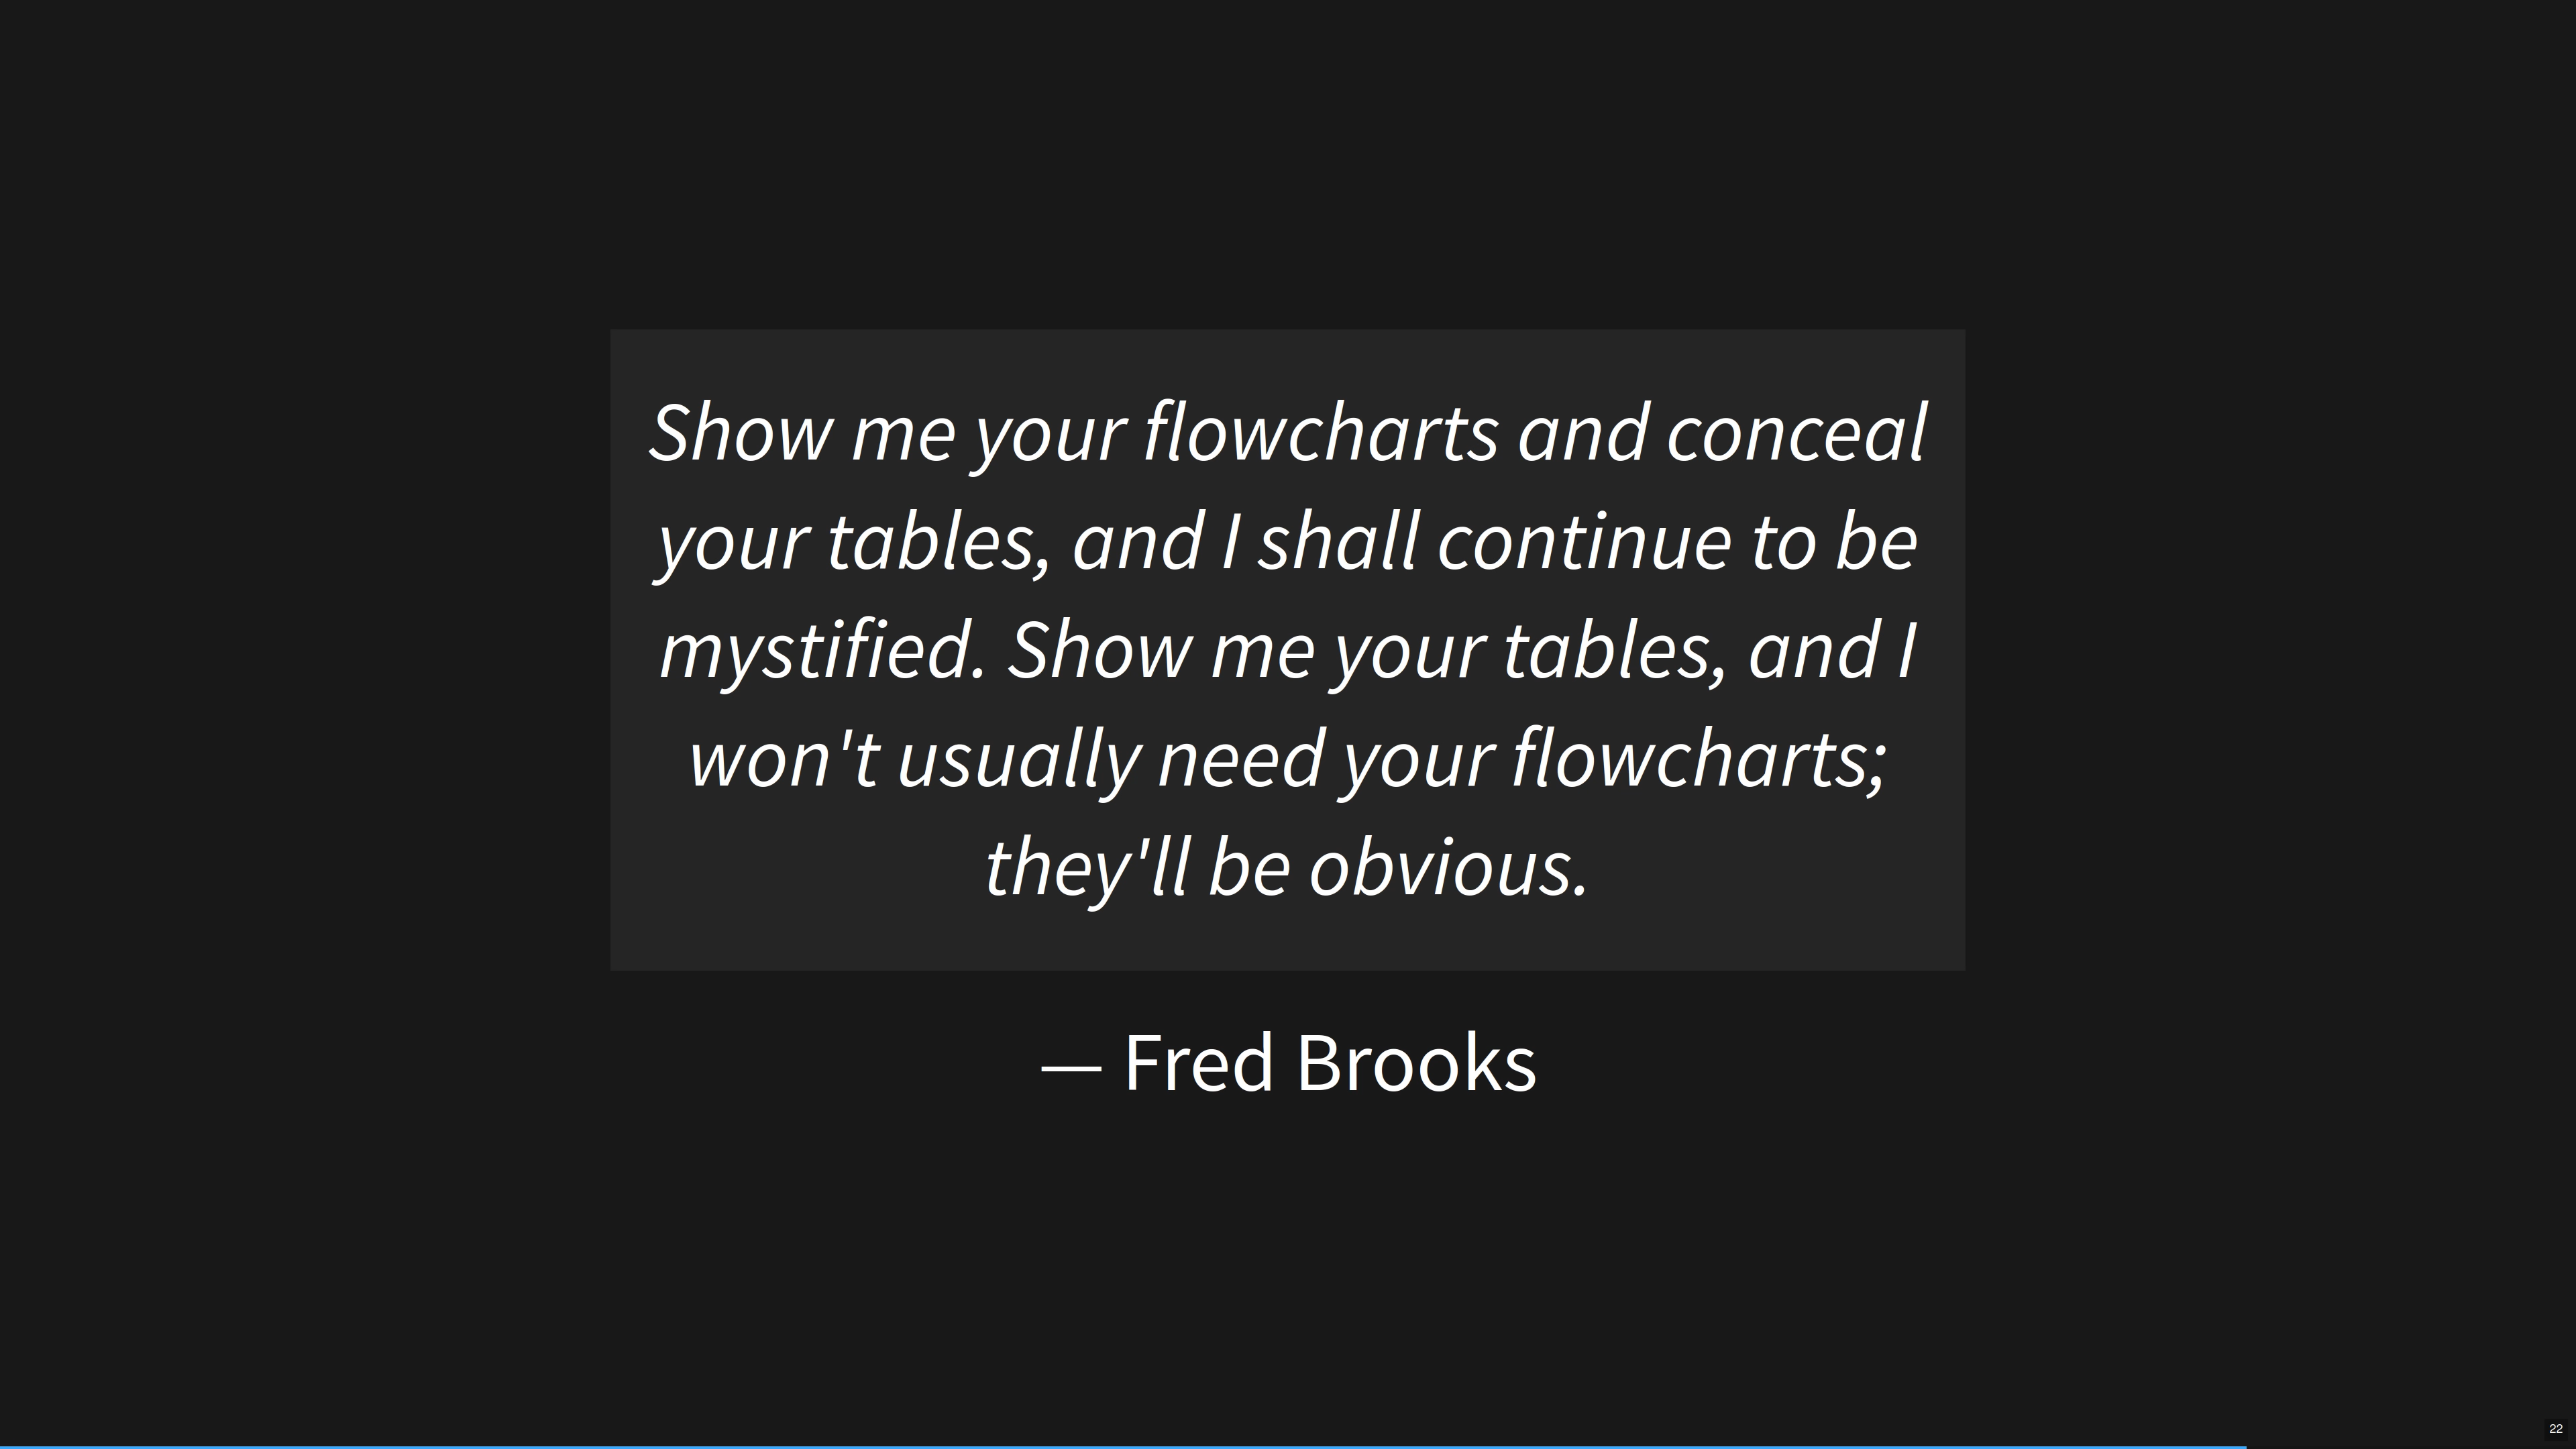 Show me your flowcharts and conceal
your tables, and I shall continue to be
mystified. Show me your tables, and I
won't usually need your flowcharts;
they'll be obvious.
— Fred Brooks
22